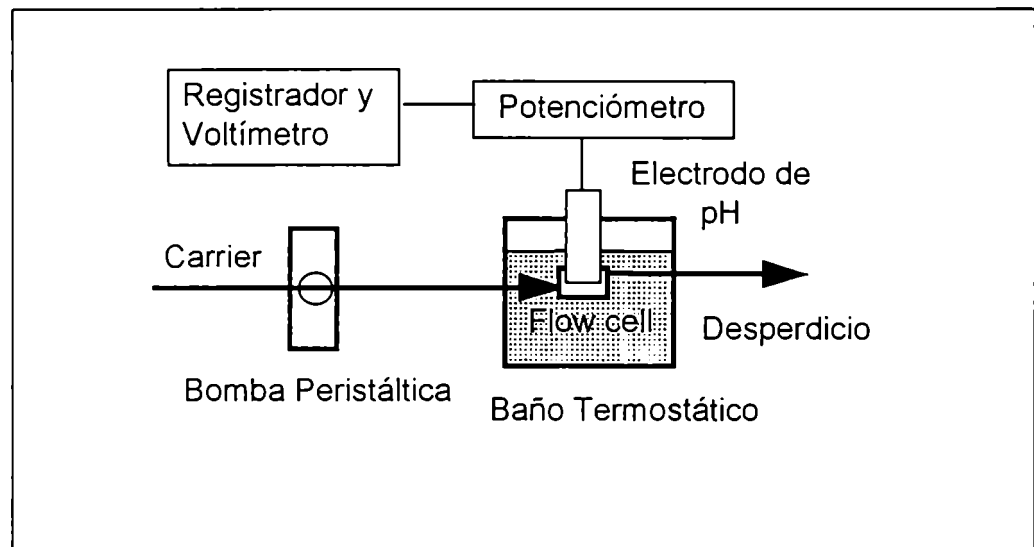 Registrador y
Voltímetro
Potenciómetro
Electrodo de
pH
Carrier
Flow cell
Desperdicio
Bomba Peristáltica
Baño Termostático